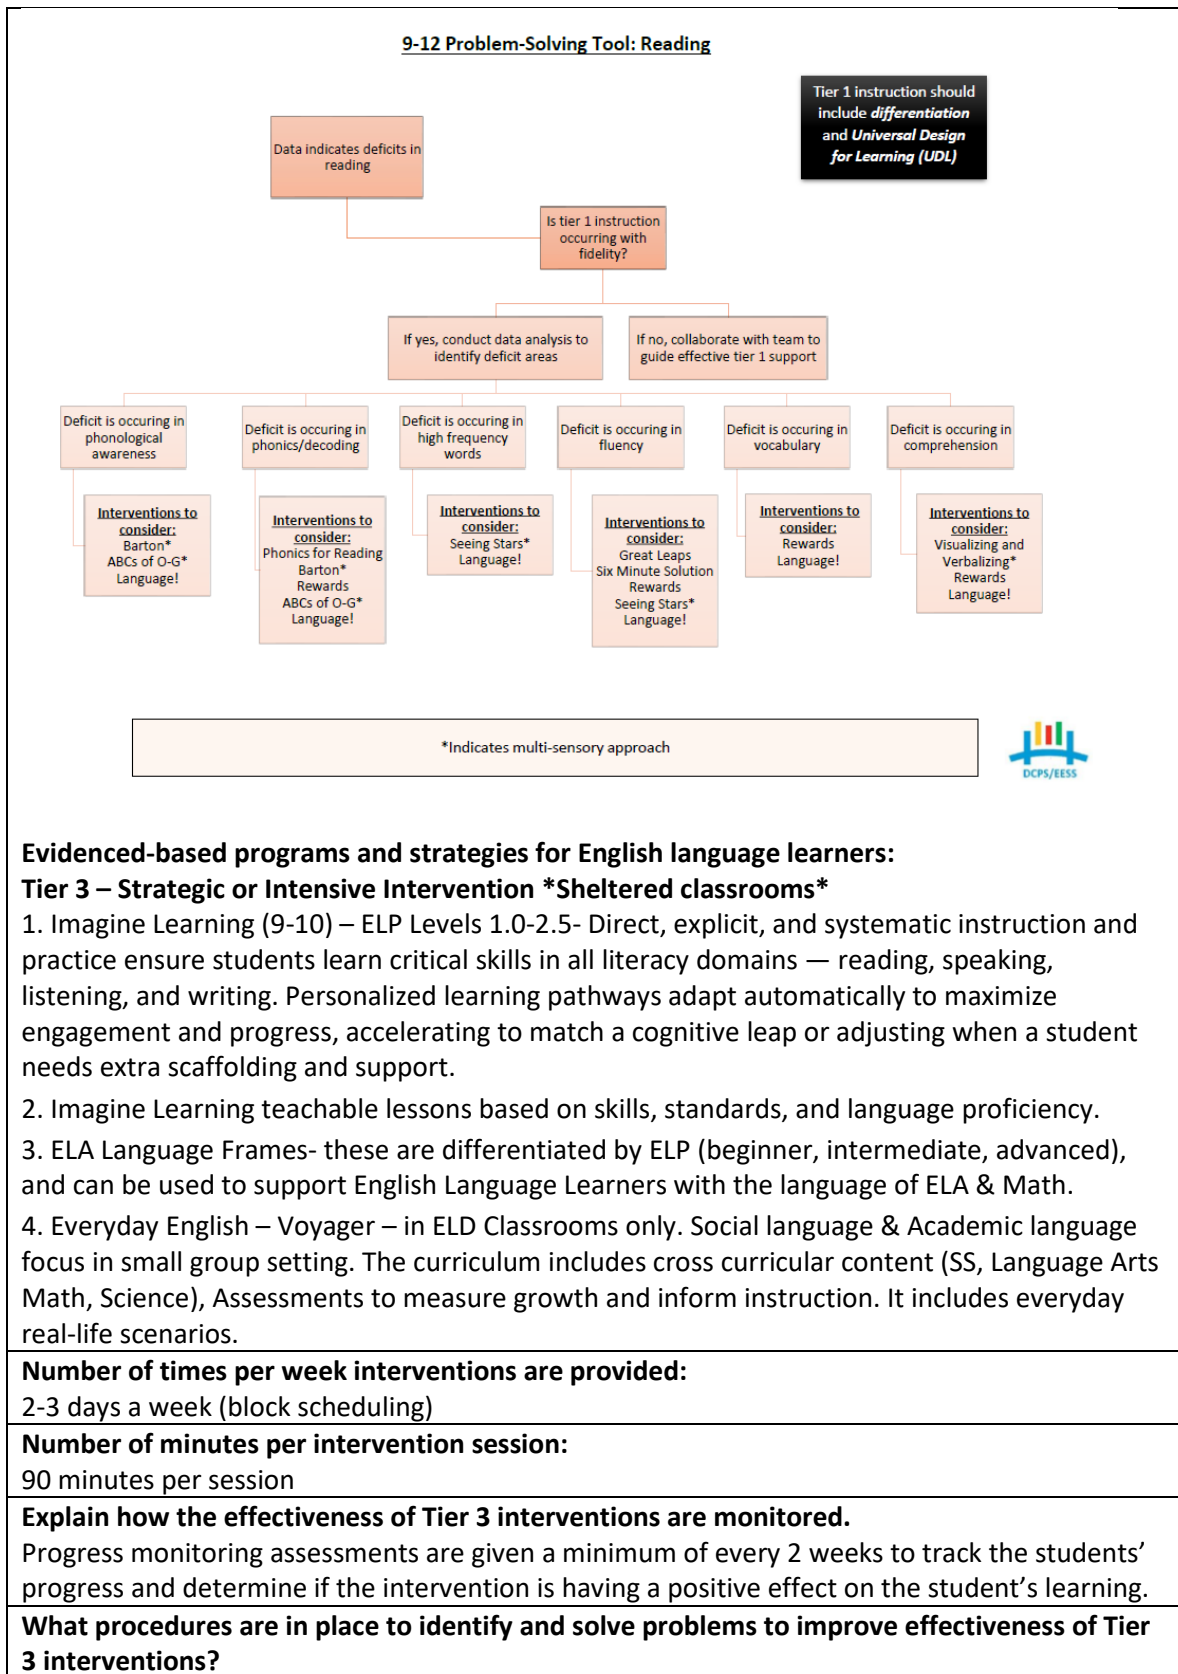 9-12 Problem-Solving Tool: Reading
Tier 1 instruction should
include differentiation
and Universal Design
for Learning (UDL)
Data indicates deficits in
reading
Is tier 1 instruction
occurring with
fidelity?
If yes, conduct data analysis to
identify deficit areas
If no, collaborate with team to
guide effective tier 1 support
Deficit is occuring in
phonological
awareness
Deficit is occuring in
phonics/decoding
Deficit is occuring in
high frequency
words
Deficit is occuring in
fluency
Deficit is occuring in
vocabulary
Deficit is occuring in
comprehension
Interventions to
consider:
Barton*
ABCs of O-G*
Language!
Interventions to
consider:
Phonics for Reading
Barton*
Rewards
ABCs of O-G*
Language!
Interventions to
consider:
Seeing Stars*
Language!
Interventions to
consider:
Great Leaps
Six Minute Solution
Rewards
Seeing Stars*
Language!
Interventions to
consider:
Rewards
Language!
Interventions to
consider:
Visualizing and
Verbalizing*
Rewards
Language!
*Indicates multi-sensory approach
DCPS/EESS
Evidenced-based programs and strategies for English language learners:
Tier 3 – Strategic or Intensive Intervention *Sheltered classrooms*
1. Imagine Learning (9-10) – ELP Levels 1.0-2.5- Direct, explicit, and systematic instruction and
practice ensure students learn critical skills in all literacy domains — reading, speaking,
listening, and writing. Personalized learning pathways adapt automatically to maximize
engagement and progress, accelerating to match a cognitive leap or adjusting when a student
needs extra scaffolding and support.
2. Imagine Learning teachable lessons based on skills, standards, and language proficiency.
3. ELA Language Frames- these are differentiated by ELP (beginner, intermediate, advanced),
and can be used to support English Language Learners with the language of ELA & Math.
4. Everyday English – Voyager – in ELD Classrooms only. Social language & Academic language
focus in small group setting. The curriculum includes cross curricular content (SS, Language Arts
Math, Science), Assessments to measure growth and inform instruction. It includes everyday
real-life scenarios.
Number of times per week interventions are provided:
2-3 days a week (block scheduling)
Number of minutes per intervention session:
90 minutes per session
Explain how the effectiveness of Tier 3 interventions are monitored.
Progress monitoring assessments are given a minimum of every 2 weeks to track the students’
progress and determine if the intervention is having a positive effect on the student’s learning.
What procedures are in place to identify and solve problems to improve effectiveness of Tier
3 interventions?